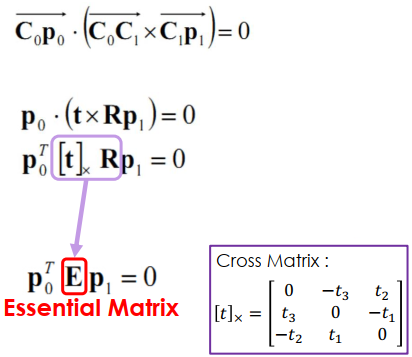 $\overrightarrow{\mathbf{C}_0\mathbf{p}_0} \cdot \left(\overrightarrow{\mathbf{C}_0\mathbf{C}_1} \times \overrightarrow{\mathbf{C}_1\mathbf{p}_1}\right) = 0$
$\mathbf{p}_0 \cdot (\mathbf{t} \times \mathbf{R}\mathbf{p}_1) = 0$
$\mathbf{p}_0^T [\mathbf{t}]_\times \mathbf{R}\mathbf{p}_1 = 0$
$\mathbf{p}_0^T \mathbf{E} \mathbf{p}_1 = 0$
Essential Matrix
Cross Matrix :
$[t]_\times = \begin{bmatrix} 0 & -t_3 & t_2 \\ t_3 & 0 & -t_1 \\ -t_2 & t_1 & 0 \end{bmatrix}$